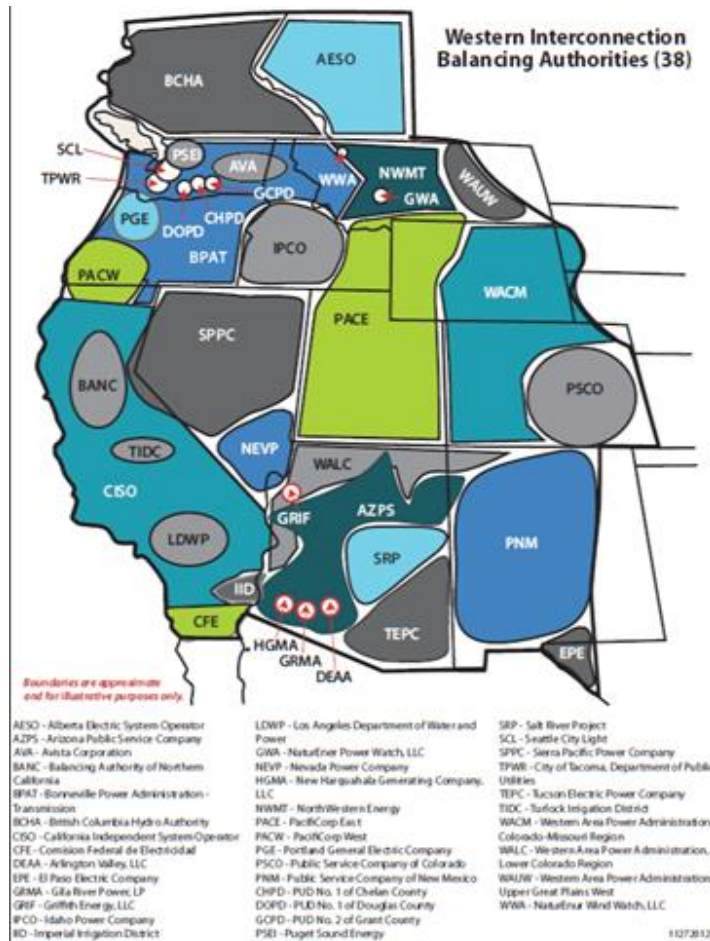 Western Interconnection
Balancing Authorities (38)
AESO
BCHA
SCL
PSEI
AVA
NWMT
TPWR
WWA
WAUW
GCPD
GWA
PGE
CHPD
DOPD
IPCO
BPAT
PACW
WACM
PACE
SPPC
BANC
PSCO
TIDC
NEVP
WALC
CISO
GRIF
AZPS
LDWP
SRP
PNM
IID
CFE
TEPC
HGMA
GRMA
EPE
DEAA
Boundaries are approximate
and for illustrative purposes only.
AESO - Alberta Electric System Operator
AZPS - Arizona Public Service Company
AVA - Avista Corporation
BANC - Balancing Authority of Northern
California
BPAT - Bonneville Power Administration -
Transmission
BCHA - British Columbia Hydro Authority
CISO - California Independent System Operator
CFE - Comision Federal de Electricidad
DEAA - Arlington Valley, LLC
EPE - El Paso Electric Company
GRMA - Gila River Power, LP
GRIF - Griffith Energy, LLC
IPCO - Idaho Power Company
IID - Imperial Irrigation District
LDWP - Los Angeles Department of Water and
Power
GWA - NaturEner Power Watch, LLC
NEVP - Nevada Power Company
HGMA - New Harquahala Generating Company,
LLC
NWMT - NorthWestern Energy
PACE - PacifiCorp East
PACW - PacifiCorp West
PGE - Portland General Electric Company
PSCO - Public Service Company of Colorado
PNM - Public Service Company of New Mexico
CHPD - PUD No. 1 of Chelan County
DOPD - PUD No. 1 of Douglas County
GCPD - PUD No. 2 of Grant County
PSEI - Puget Sound Energy
SRP - Salt River Project
SCL - Seattle City Light
SPPC - Sierra Pacific Power Company
TPWR - City of Tacoma, Department of Public
Utilities
TEPC - Tucson Electric Power Company
TIDC - Turlock Irrigation District
WACM - Western Area Power Administration,
Colorado-Missouri Region
WALC - Western Area Power Administration,
Lower Colorado Region
WAUW - Western Area Power Administration,
Upper Great Plains West
WWA - NaturEner Wind Watch, LLC